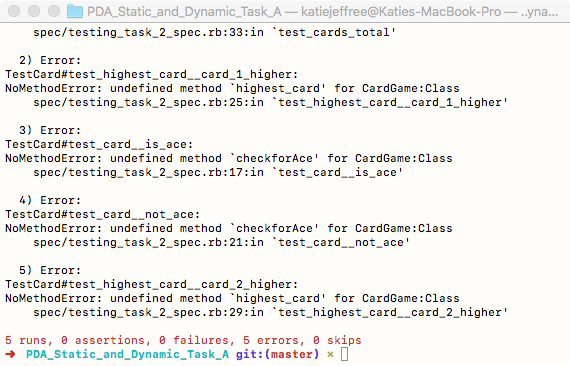 PDA_Static_and_Dynamic_Task_A — katiejeffree@Katies-MacBook-Pro — ..yna...
spec/testing_task_2_spec.rb:33:in `test_cards_total'
2) Error:
TestCard#test_highest_card__card_1_higher:
NoMethodError: undefined method `highest_card' for CardGame:Class
spec/testing_task_2_spec.rb:25:in `test_highest_card__card_1_higher'
3) Error:
TestCard#test_card__is_ace:
NoMethodError: undefined method `checkforAce' for CardGame:Class
spec/testing_task_2_spec.rb:17:in `test_card__is_ace'
4) Error:
TestCard#test_card__not_ace:
NoMethodError: undefined method `checkforAce' for CardGame:Class
spec/testing_task_2_spec.rb:21:in `test_card__not_ace'
5) Error:
TestCard#test_highest_card__card_2_higher:
NoMethodError: undefined method `highest_card' for CardGame:Class
spec/testing_task_2_spec.rb:29:in `test_highest_card__card_2_higher'
5 runs, 0 assertions, 0 failures, 5 errors, 0 skips
➜ PDA_Static_and_Dynamic_Task_A git:(master) ×